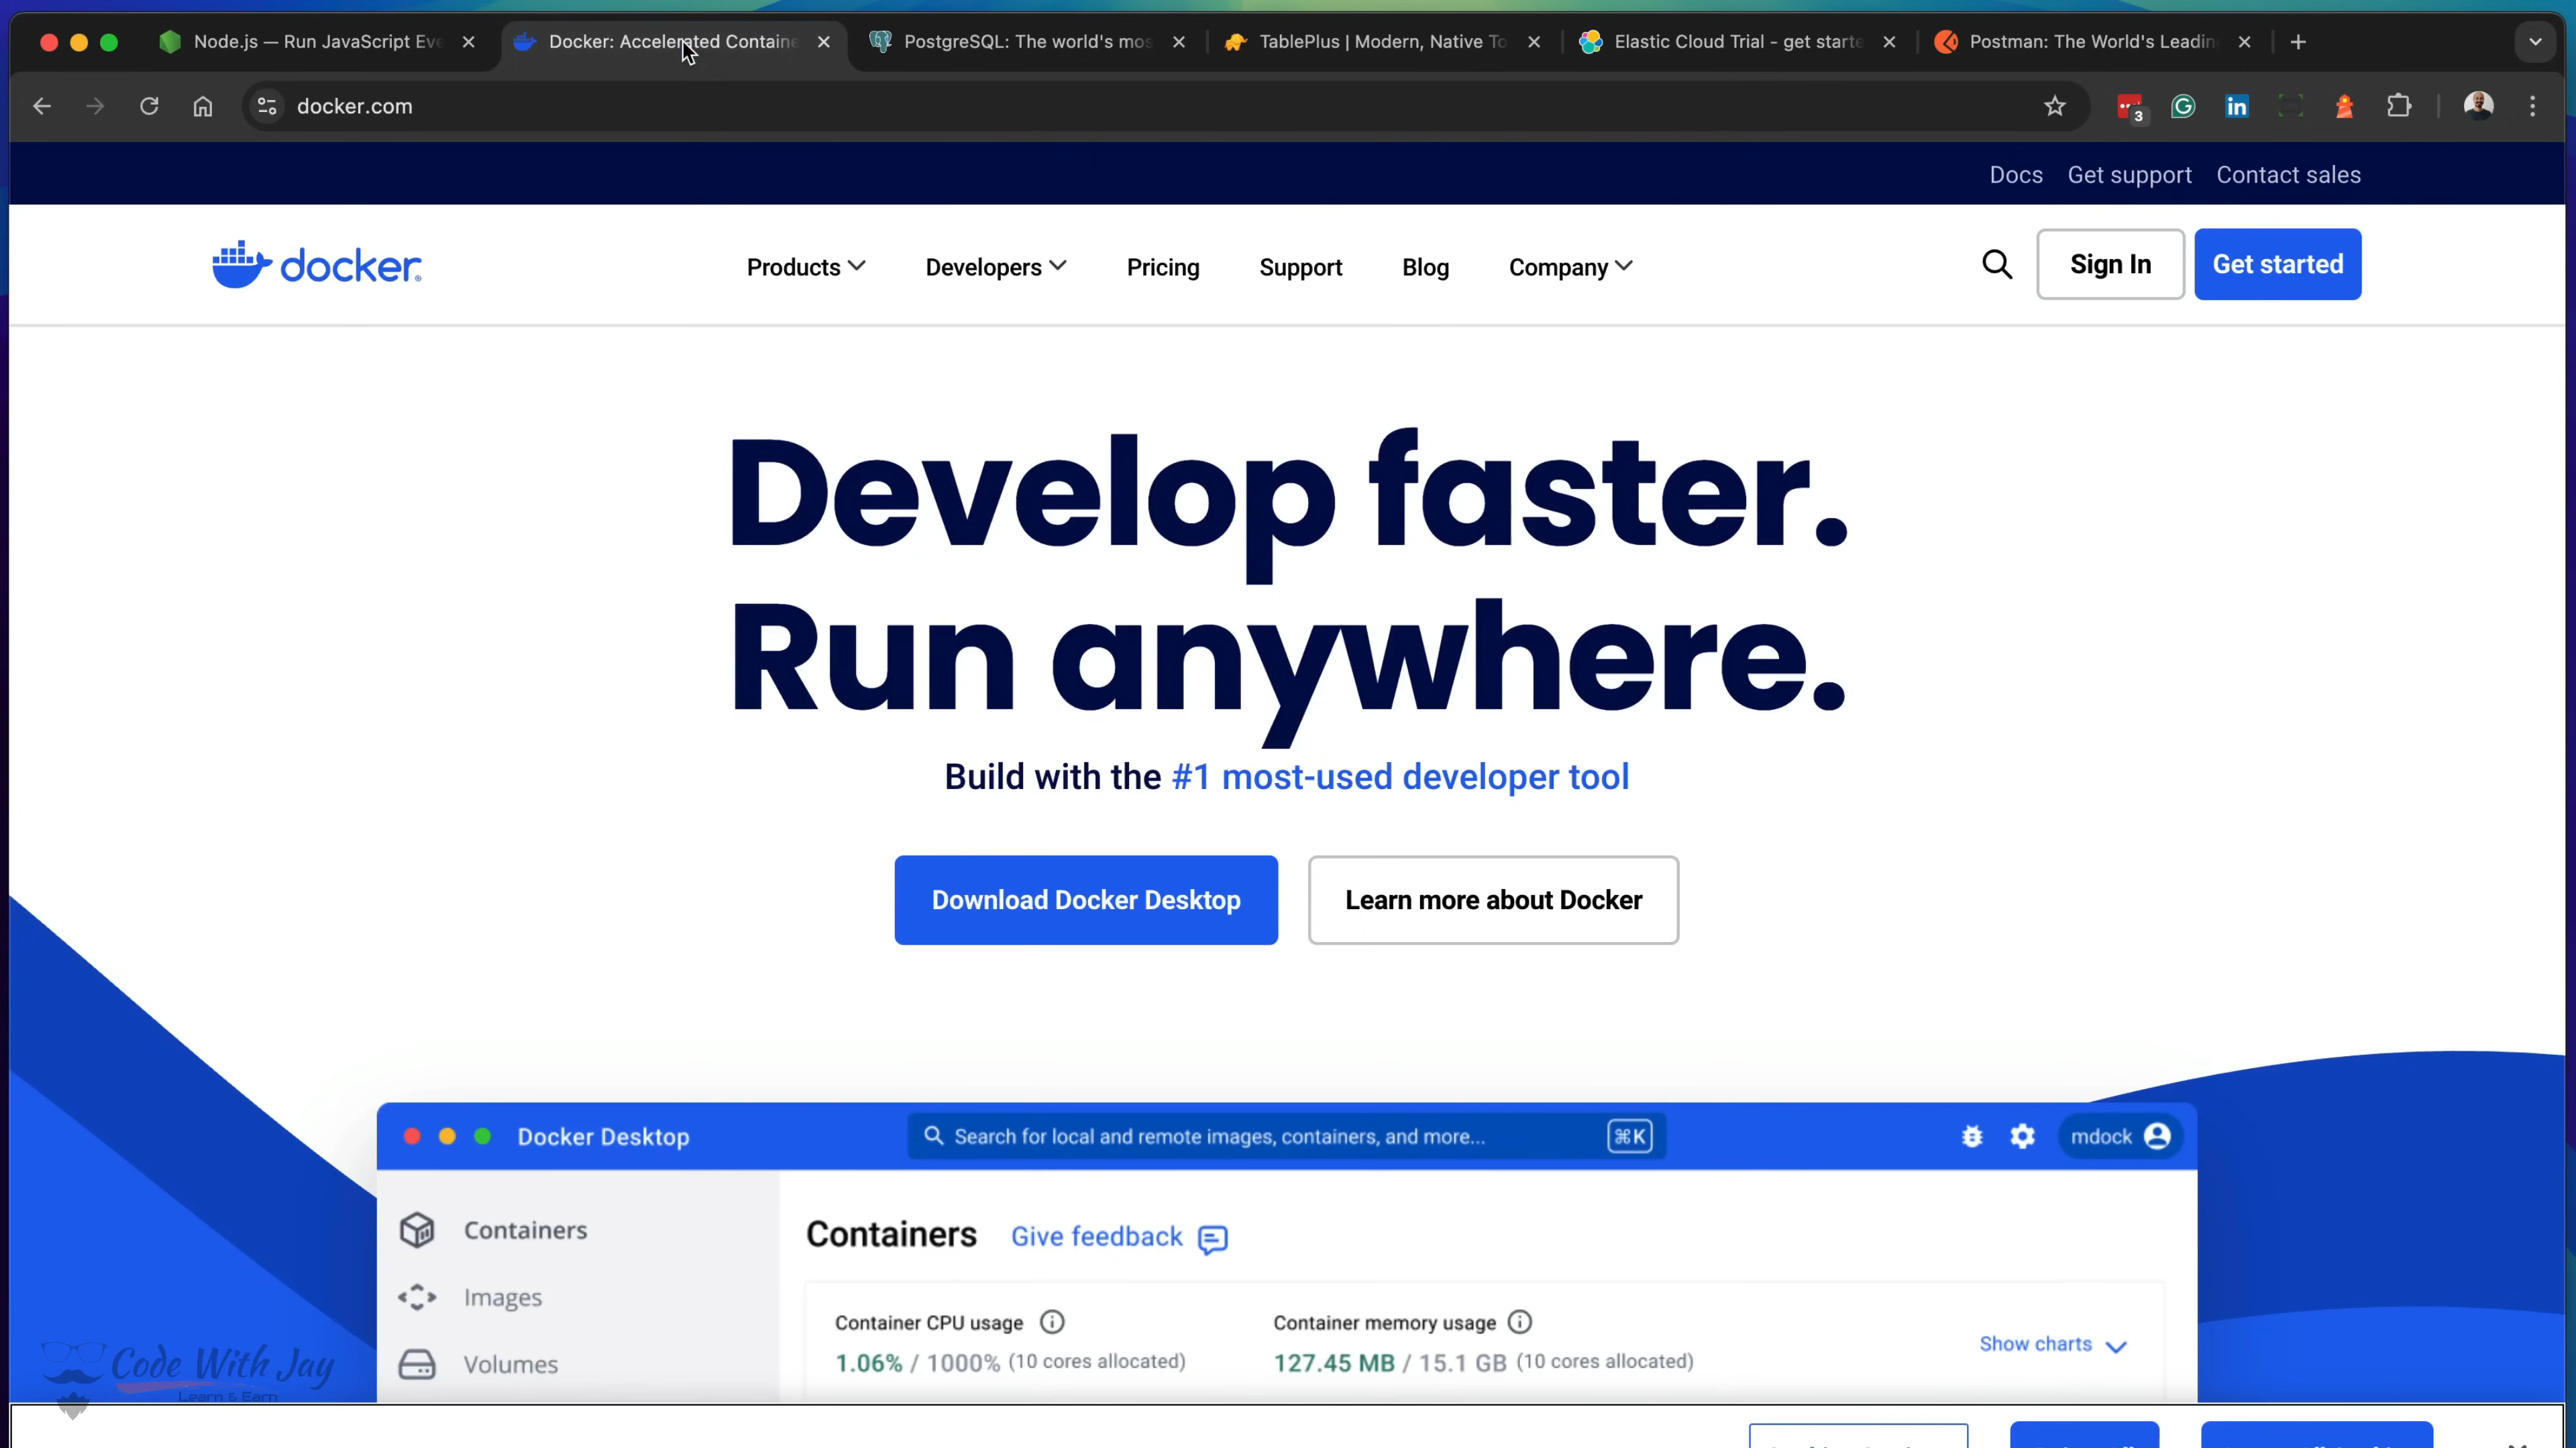 Node.js — Run JavaScript Eve
Docker: Accelerated Containe
PostgreSQL: The world's mos
TablePlus | Modern, Native To
Elastic Cloud Trial - get starte
Postman: The World's Leadin
docker.com
3
Docs Get support Contact sales
docker
Products Developers Pricing Support Blog Company
Sign In Get started
Develop faster.
Run anywhere.
Build with the #1 most-used developer tool
Download Docker Desktop Learn more about Docker
Docker Desktop Search for local and remote images, containers, and more... ⌘K mdock
Containers
Images
Volumes
Containers Give feedback
Container CPU usage Container memory usage
1.06% / 1000% (10 cores allocated) 127.45 MB / 15.1 GB (10 cores allocated)
Show charts
Code With Jay
Learn & Earn